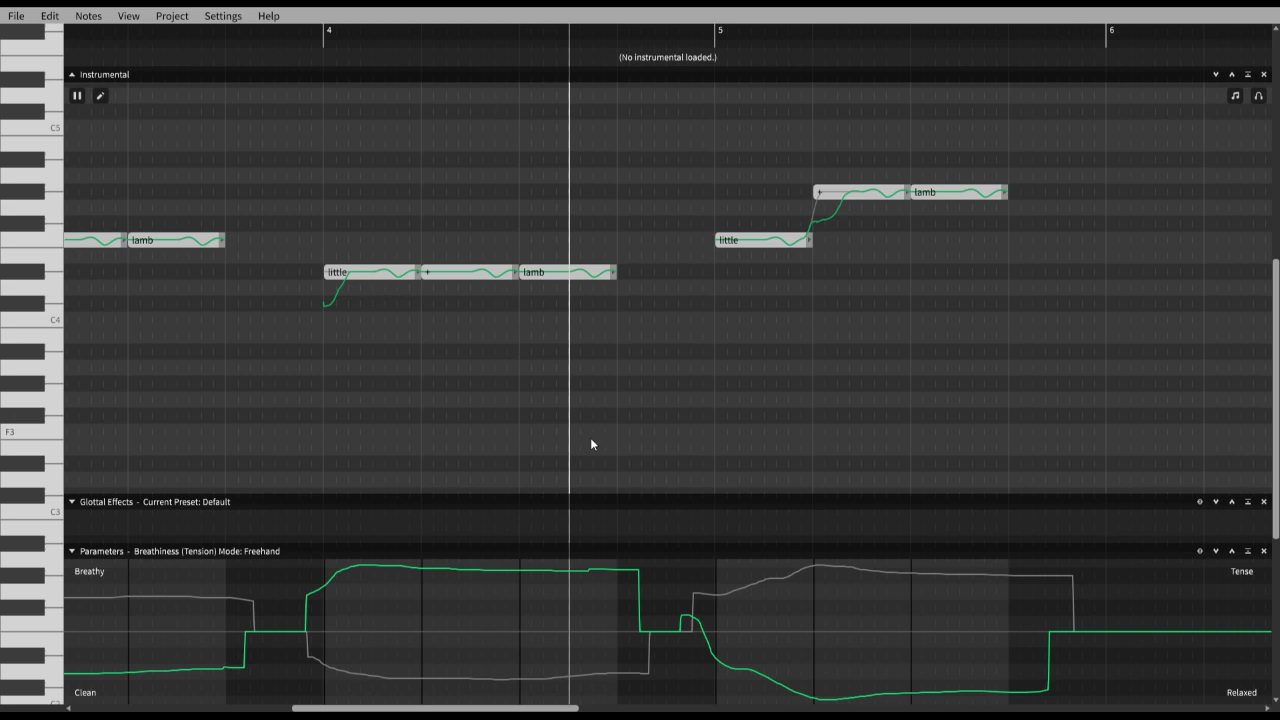 File Edit Notes View Project Settings Help
4 5 6
(No instrumental loaded.)
Instrumental
C5
+ lamb
lamb little
little + lamb
C4
F3
Glottal Effects - Current Preset: Default
C3
Parameters - Breathiness (Tension) Mode: Freehand
Breathy Tense
Clean Relaxed